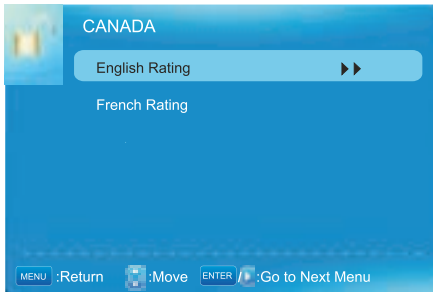 CANADA
English Rating
French Rating
MENU :Return :Move ENTER / :Go to Next Menu